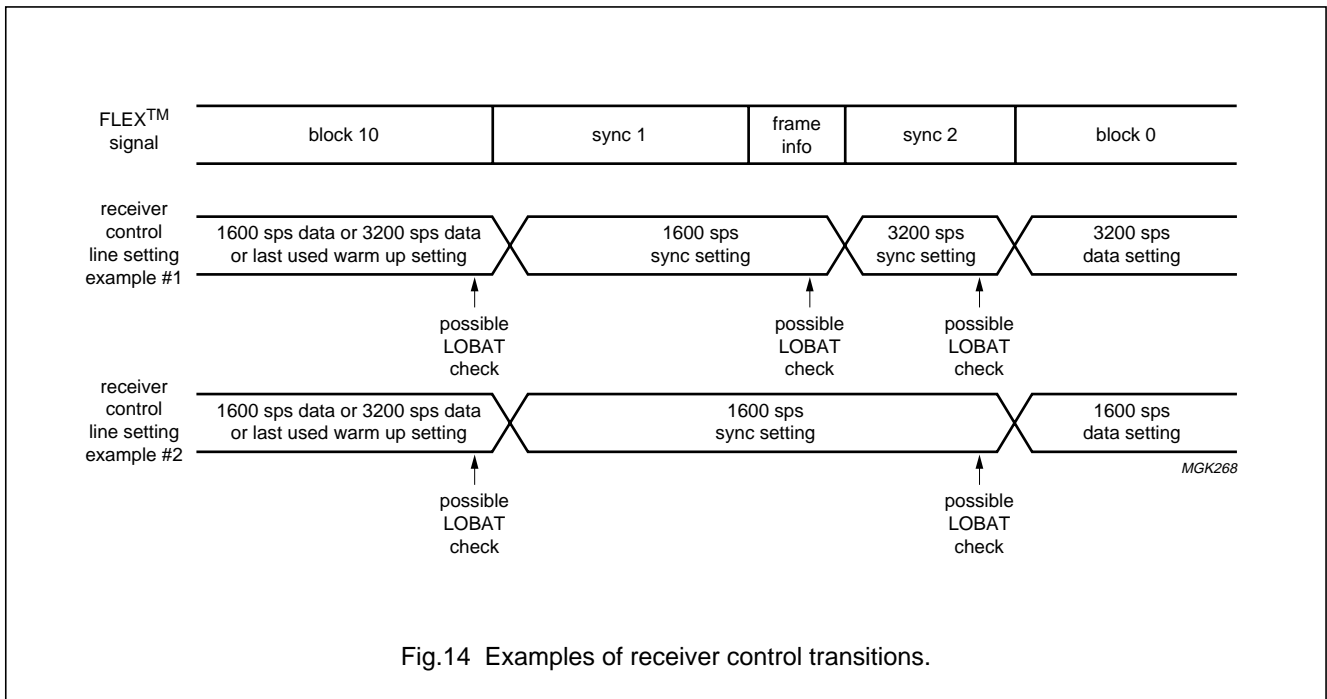 FLEX™ signal
block 10
sync 1
frame info
sync 2
block 0
receiver control line setting example #1
1600 sps data or 3200 sps data
or last used warm up setting
1600 sps
sync setting
3200 sps
sync setting
3200 sps
data setting
possible
LOBAT
check
possible
LOBAT
check
possible
LOBAT
check
receiver control line setting example #2
1600 sps data or 3200 sps data
or last used warm up setting
1600 sps
sync setting
1600 sps
data setting
MGK268
possible
LOBAT
check
possible
LOBAT
check
Fig.14 Examples of receiver control transitions.